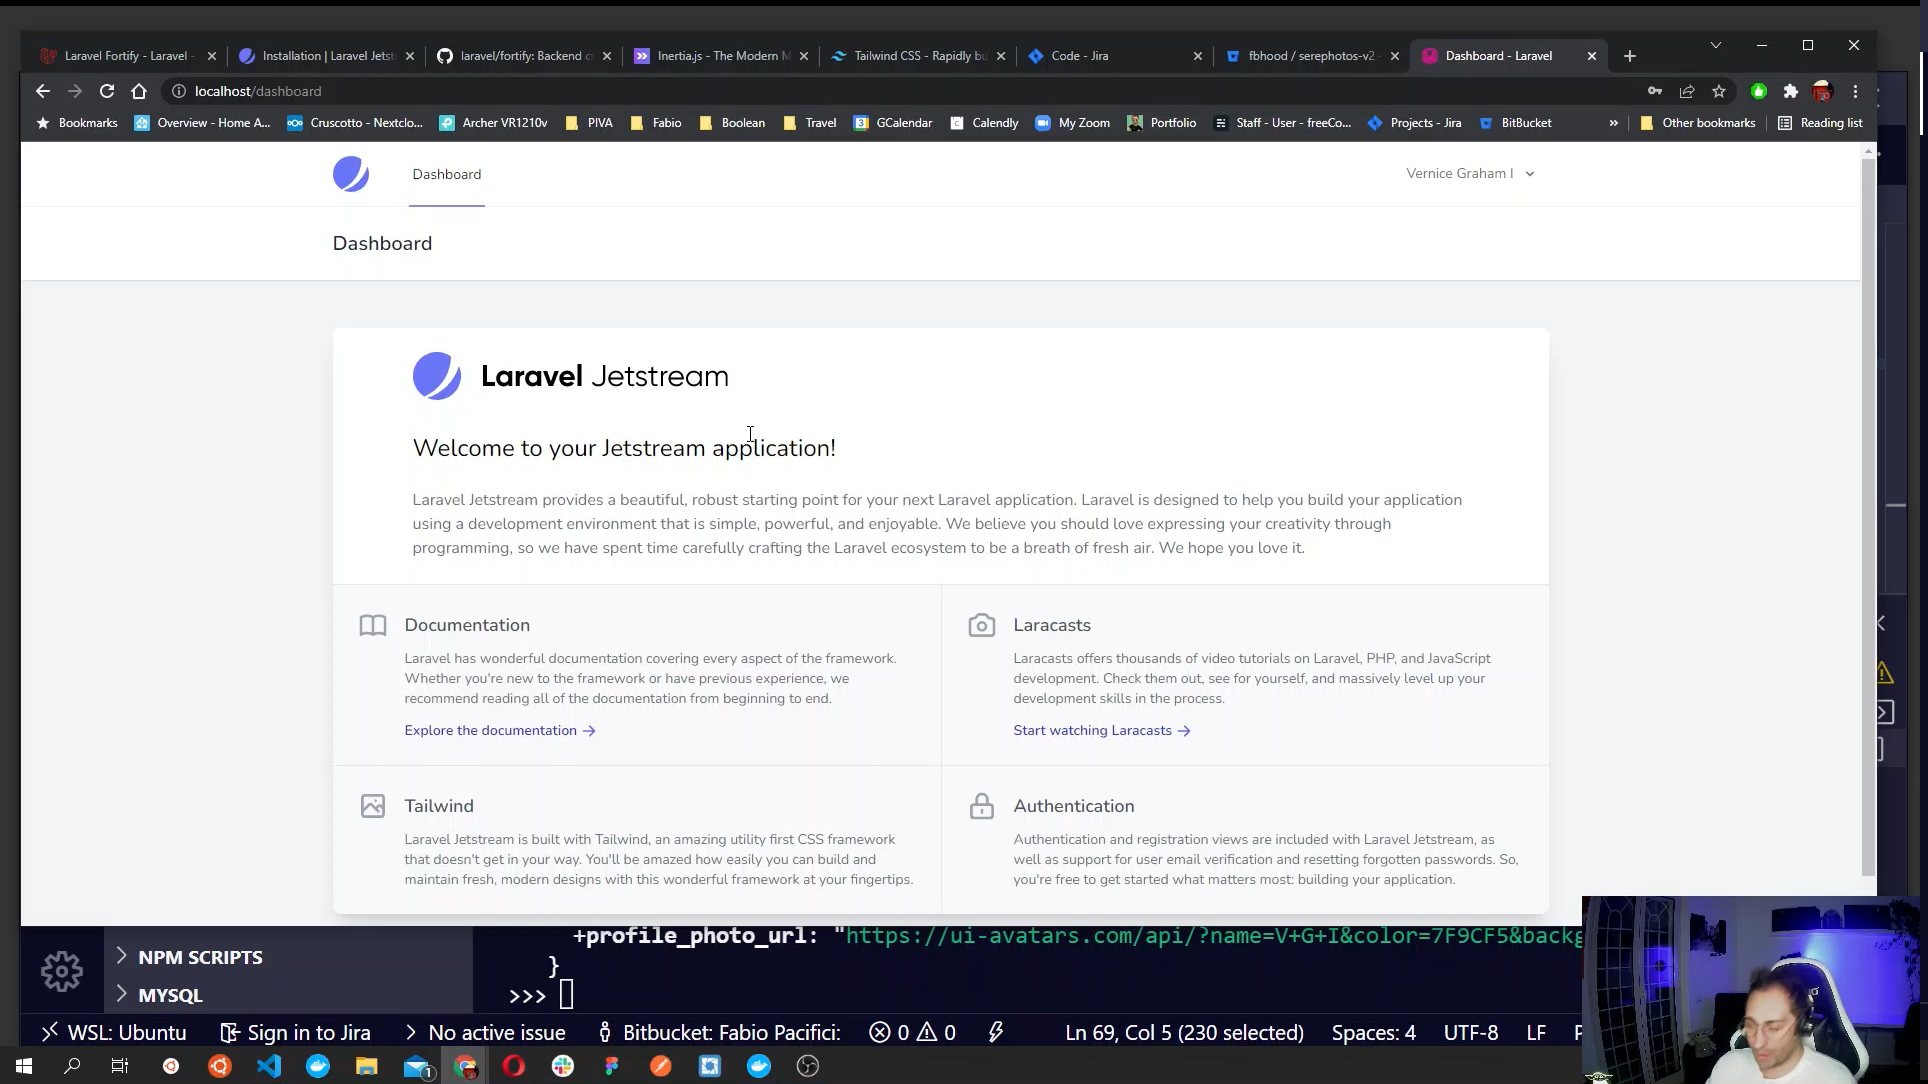 Laravel Fortify - Laravel -
Installation | Laravel Jetst
laravel/fortify: Backend c
Inertia.js - The Modern M
Tailwind CSS - Rapidly bu
Code - Jira
fbhood / serephotos-v2 -
Dashboard - Laravel
localhost/dashboard
Bookmarks
Overview - Home A...
Cruscotto - Nextclo...
Archer VR1210v
PIVA
Fabio
Boolean
Travel
GCalendar
Calendly
My Zoom
Portfolio
Staff - User - freeCo...
Projects - Jira
BitBucket
»
Other bookmarks
Reading list
Dashboard
Vernice Graham I
Dashboard
Laravel Jetstream
Welcome to your Jetstream application!
Laravel Jetstream provides a beautiful, robust starting point for your next Laravel application. Laravel is designed to help you build your application
using a development environment that is simple, powerful, and enjoyable. We believe you should love expressing your creativity through
programming, so we have spent time carefully crafting the Laravel ecosystem to be a breath of fresh air. We hope you love it.
Documentation
Laravel has wonderful documentation covering every aspect of the framework.
Whether you're new to the framework or have previous experience, we
recommend reading all of the documentation from beginning to end.
Explore the documentation →
Laracasts
Laracasts offers thousands of video tutorials on Laravel, PHP, and JavaScript
development. Check them out, see for yourself, and massively level up your
development skills in the process.
Start watching Laracasts →
Tailwind
Laravel Jetstream is built with Tailwind, an amazing utility first CSS framework
that doesn't get in your way. You'll be amazed how easily you can build and
maintain fresh, modern designs with this wonderful framework at your fingertips.
Authentication
Authentication and registration views are included with Laravel Jetstream, as
well as support for user email verification and resetting forgotten passwords. So,
you're free to get started what matters most: building your application.
+profile_photo_url: "https://ui-avatars.com/api/?name=V+G+I&color=7F9CF5&backg
}
>>>
NPM SCRIPTS
MYSQL
WSL: Ubuntu
Sign in to Jira
No active issue
Bitbucket: Fabio Pacifici:
0
0
Ln 69, Col 5 (230 selected)
Spaces: 4
UTF-8
LF
1